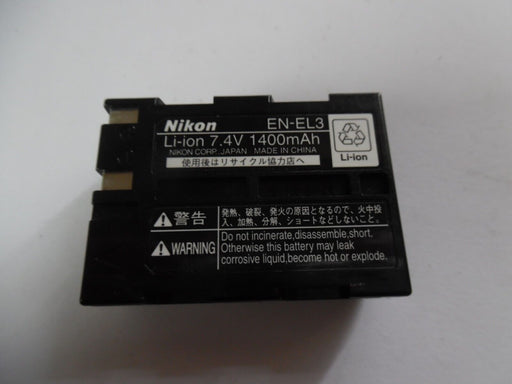 Nikon EN-EL3
Li-ion 7.4V 1400mAh
NIKON CORP. JAPAN MADE IN CHINA
使用後はリサイクル協力店へ
Li-ion
警告
発熱、破裂、発火の原因となるので、火中投
入、加熱、分解、ショートなどしないこと。
WARNING
Do not incinerate,disassemble,short.
Otherwise this battery may leak
corrosive liquid,become hot or explode.